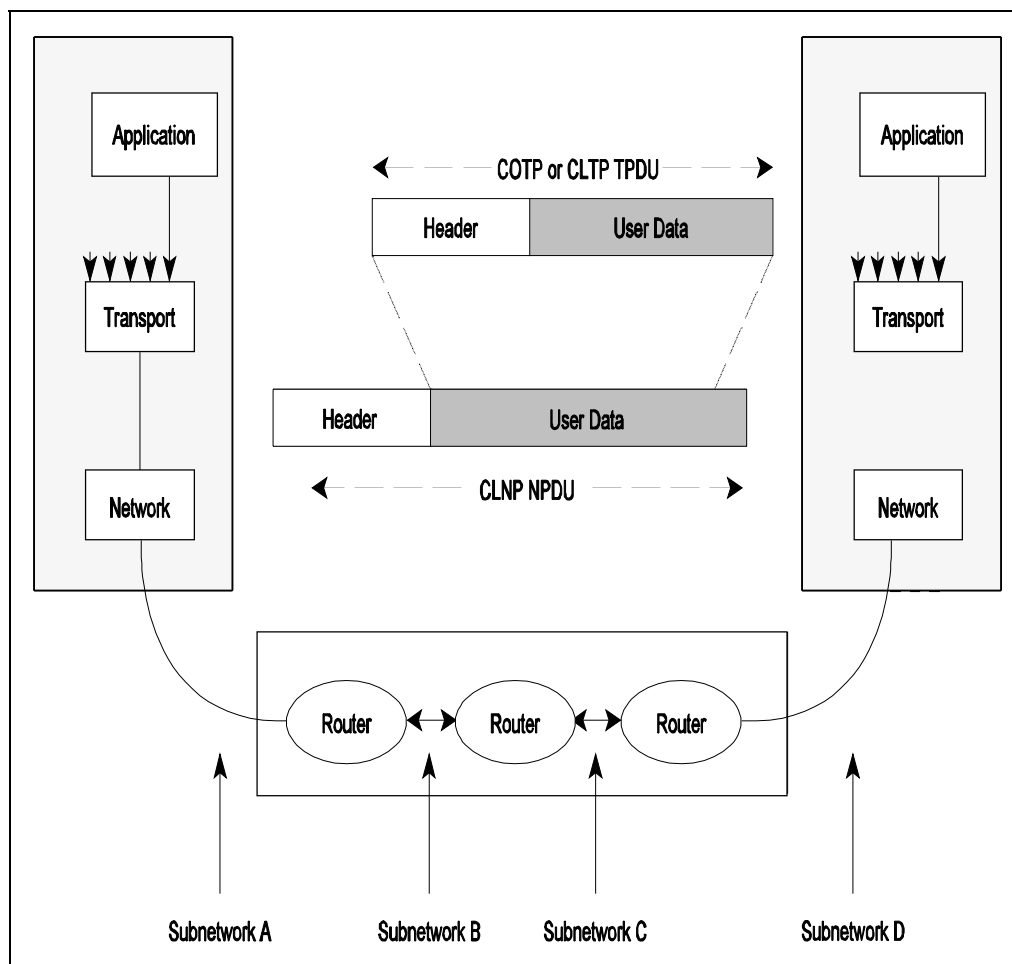 Application
Application
COTP or CLTP TPDU
Header
User Data
Transport
Transport
Header
User Data
CLNP NPDU
Network
Network
Router
Router
Router
Subnetwork A
Subnetwork B
Subnetwork C
Subnetwork D